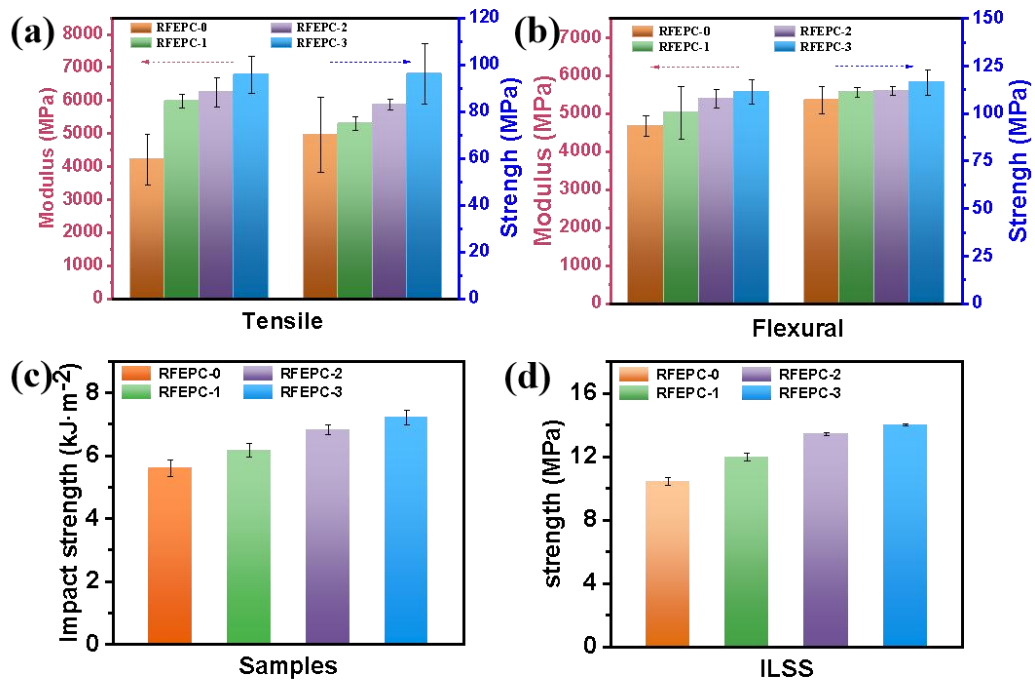 (a)
RFEPC-0 RFEPC-2
RFEPC-1 RFEPC-3
Modulus (MPa)
8000
7000
6000
5000
4000
3000
2000
1000
0
Strengh (MPa)
120
100
80
60
40
20
0
Tensile
(b)
RFEPC-0 RFEPC-2
RFEPC-1 RFEPC-3
Modulus (MPa)
7000
6000
5000
4000
3000
2000
1000
0
Strengh (MPa)
150
125
100
75
50
25
0
Flexural
(c)
RFEPC-0 RFEPC-2
RFEPC-1 RFEPC-3
Impact strength (kJ·m-2)
8
6
4
2
0
Samples
(d)
RFEPC-0 RFEPC-2
RFEPC-1 RFEPC-3
strength (MPa)
16
12
8
4
0
ILSS